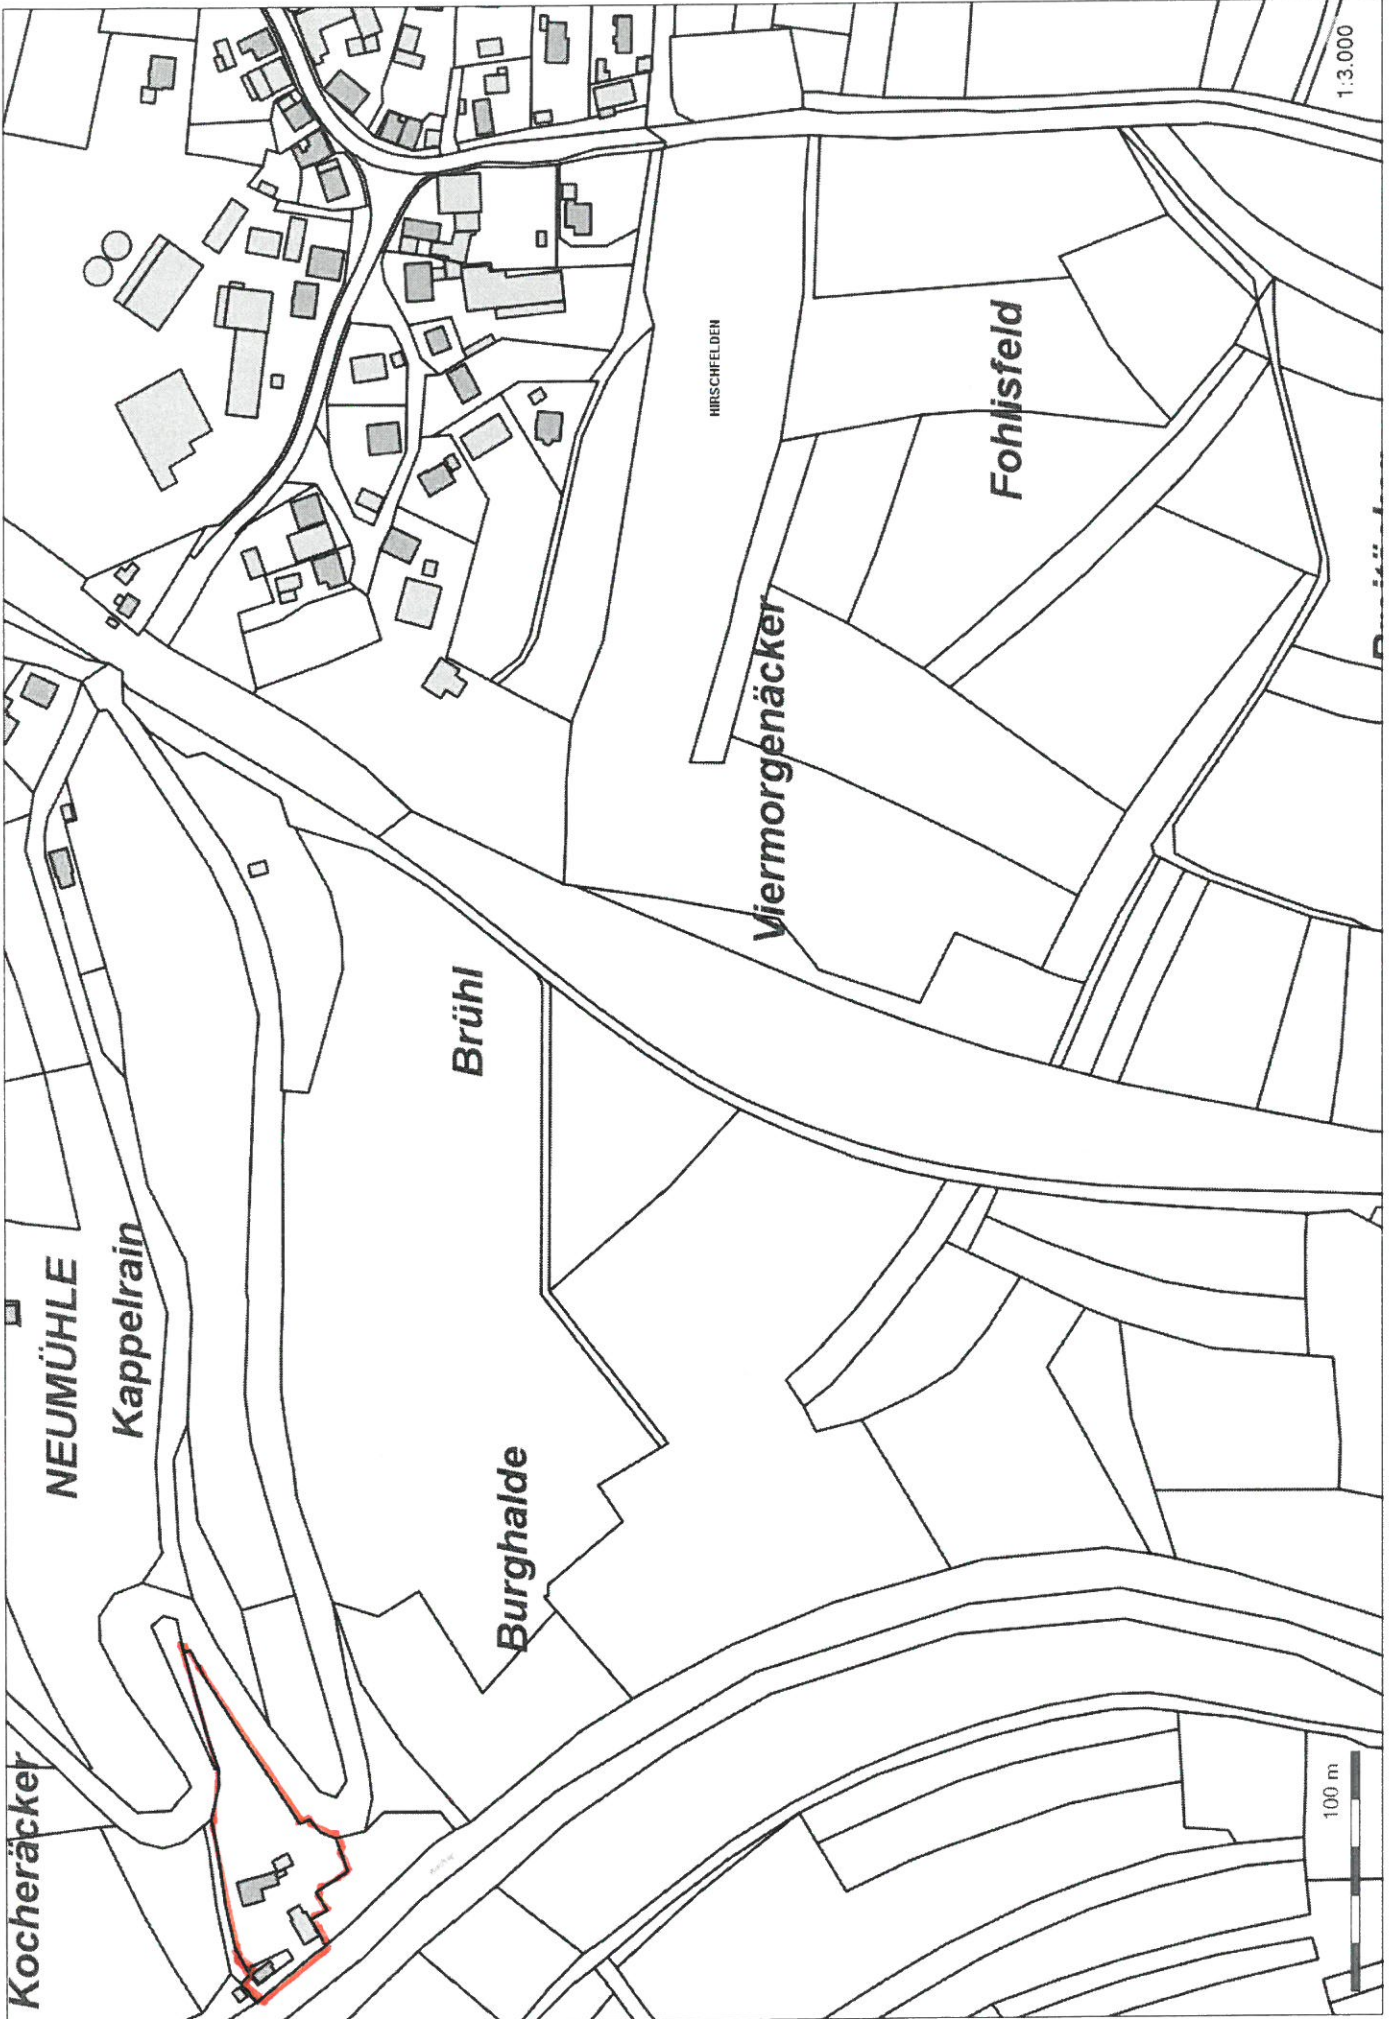 Kocheräcker
NEUMÜHLE
Kappelrain
Burghalde
Brühl
Viermorgenäcker
HIRSCHFELDEN
Fohlisfeld
100 m
1:3.000